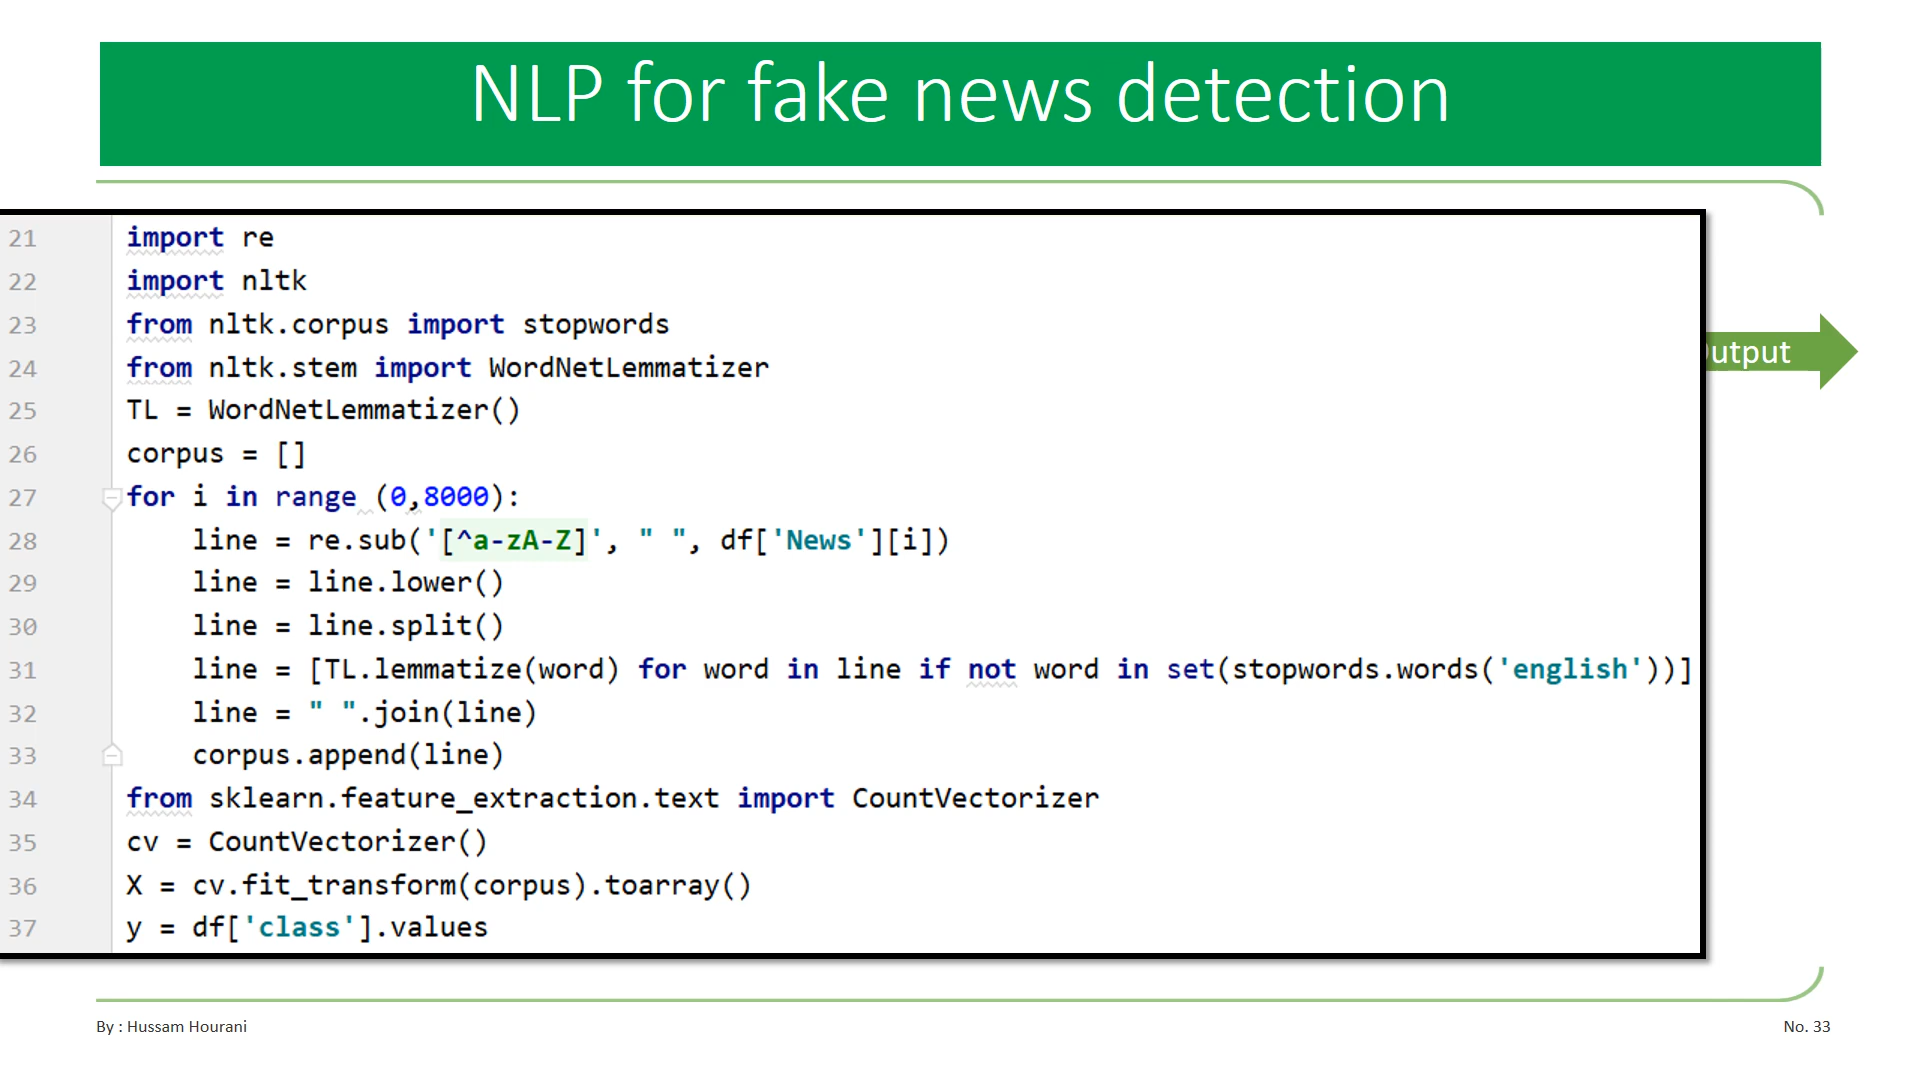 NLP for fake news detection
21 import re
22 import nltk
23 from nltk.corpus import stopwords
24 from nltk.stem import WordNetLemmatizer
25 TL = WordNetLemmatizer()
26 corpus = []
27 for i in range (0,8000):
28     line = re.sub('[^a-zA-Z]', " ", df['News'][i])
29     line = line.lower()
30     line = line.split()
31     line = [TL.lemmatize(word) for word in line if not word in set(stopwords.words('english'))]
32     line = " ".join(line)
33     corpus.append(line)
34 from sklearn.feature_extraction.text import CountVectorizer
35 cv = CountVectorizer()
36 X = cv.fit_transform(corpus).toarray()
37 y = df['class'].values
utput
By : Hussam Hourani
No. 33